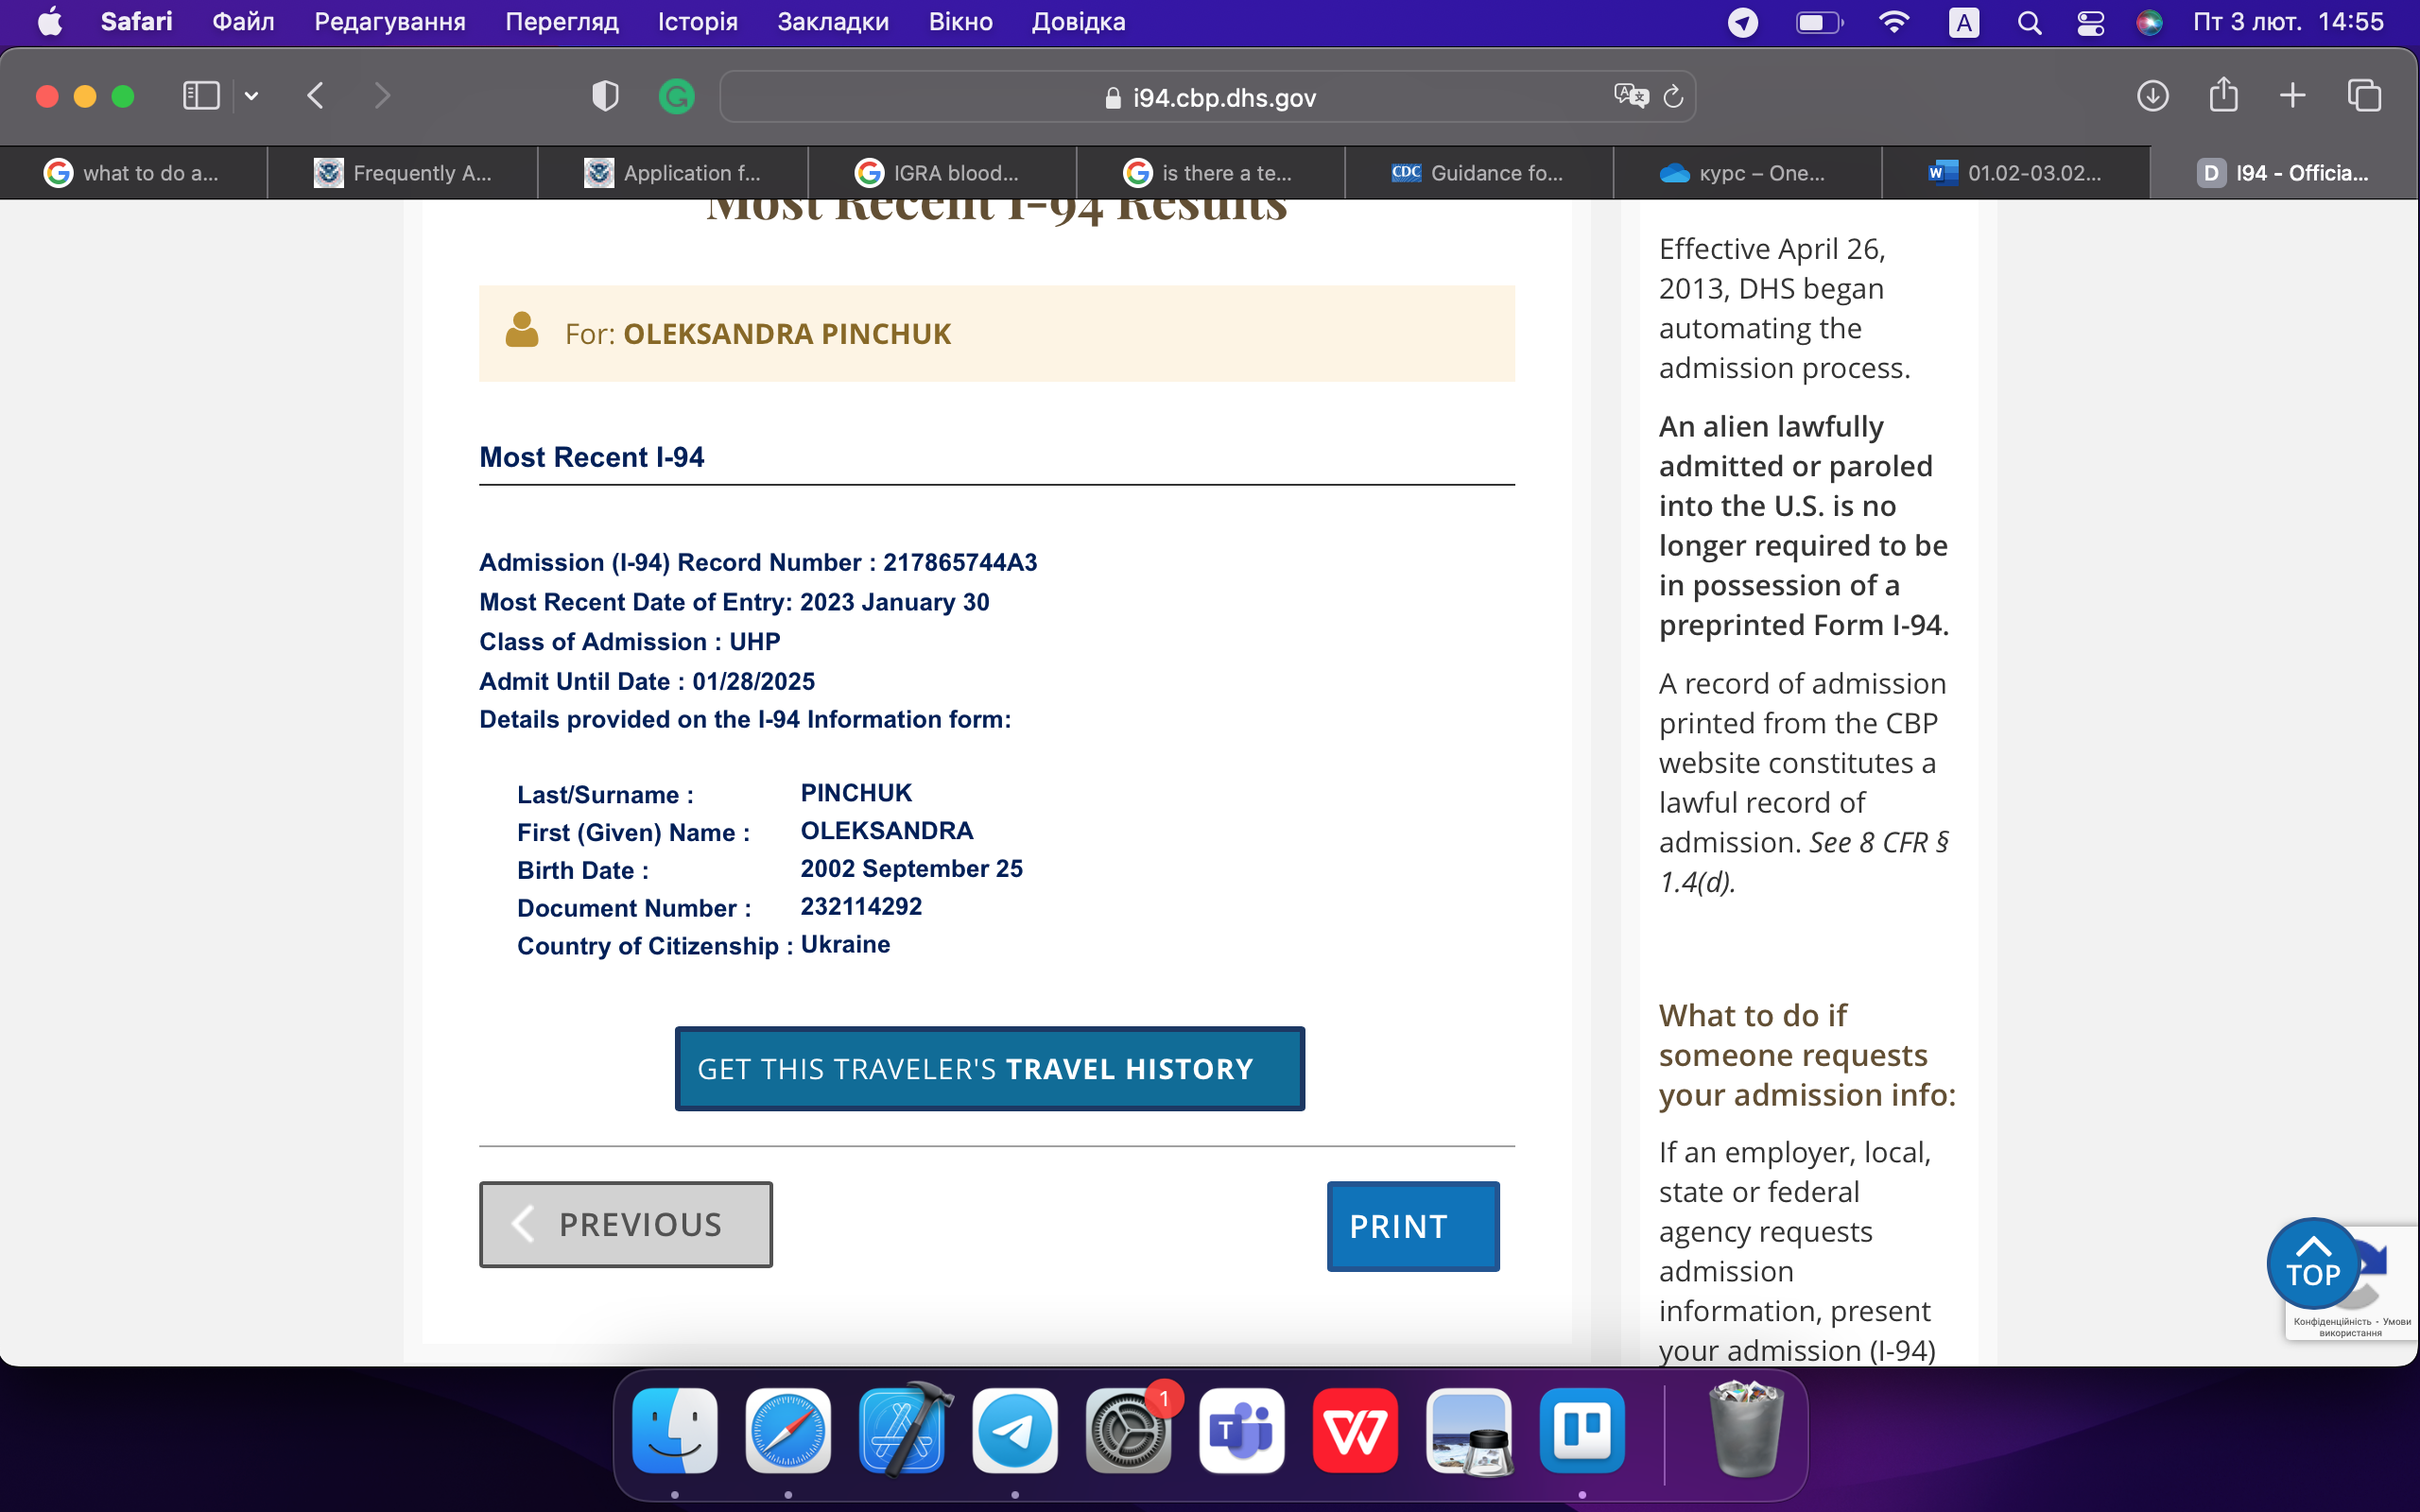 Safari Файл Редагування Перегляд Історія Закладки Вікно Довідка A Пт 3 лют. 14:55
i94.cbp.dhs.gov
what to do a... Frequently A... Application f... IGRA blood... is there a te... CDC Guidance fo... курс – One... W 01.02-03.02... D I94 - Officia...
Most Recent I-94 Results
For: OLEKSANDRA PINCHUK
Most Recent I-94
Admission (I-94) Record Number : 217865744A3
Most Recent Date of Entry: 2023 January 30
Class of Admission : UHP
Admit Until Date : 01/28/2025
Details provided on the I-94 Information form:
Last/Surname : PINCHUK
First (Given) Name : OLEKSANDRA
Birth Date : 2002 September 25
Document Number : 232114292
Country of Citizenship : Ukraine
GET THIS TRAVELER'S TRAVEL HISTORY
PREVIOUS
PRINT
Effective April 26,
2013, DHS began
automating the
admission process.
An alien lawfully
admitted or paroled
into the U.S. is no
longer required to be
in possession of a
preprinted Form I-94.
A record of admission
printed from the CBP
website constitutes a
lawful record of
admission. See 8 CFR §
1.4(d).
What to do if
someone requests
your admission info:
If an employer, local,
state or federal
agency requests
admission
information, present
your admission (I-94)
TOP
Конфіденційність - Умови
використання
1
T